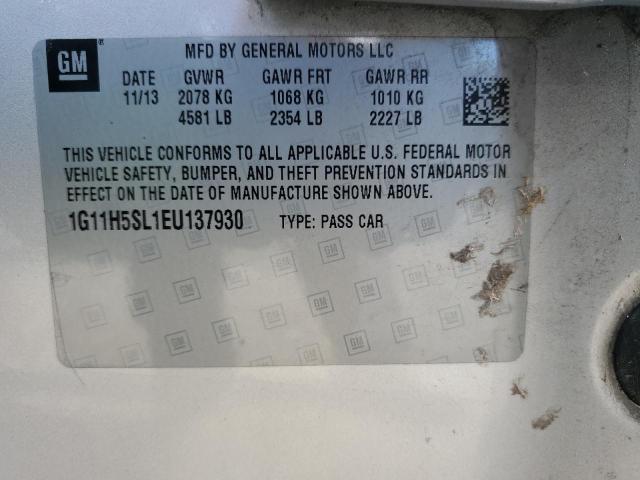 GM
MFD BY GENERAL MOTORS LLC
DATE GVWR GAWR FRT GAWR RR
11/13 2078 KG 1068 KG 1010 KG
4581 LB 2354 LB 2227 LB
THIS VEHICLE CONFORMS TO ALL APPLICABLE U.S. FEDERAL MOTOR
VEHICLE SAFETY, BUMPER, AND THEFT PREVENTION STANDARDS IN
EFFECT ON THE DATE OF MANUFACTURE SHOWN ABOVE.
1G11H5SL1EU137930 TYPE: PASS CAR